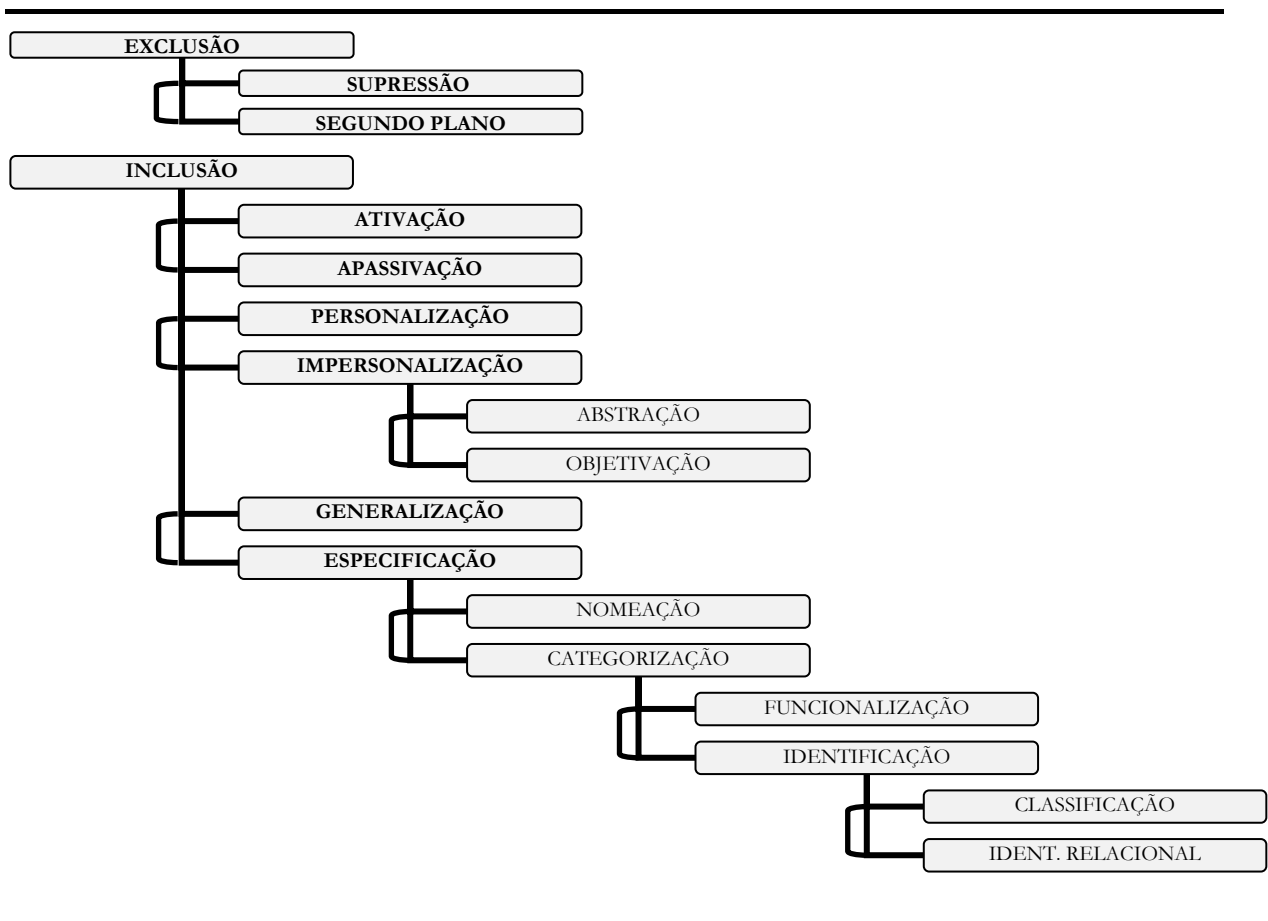 EXCLUSÃO
SUPRESSÃO
SEGUNDO PLANO
INCLUSÃO
ATIVAÇÃO
APASSIVAÇÃO
PERSONALIZAÇÃO
IMPERSONALIZAÇÃO
ABSTRAÇÃO
OBJETIVAÇÃO
GENERALIZAÇÃO
ESPECIFICAÇÃO
NOMEAÇÃO
CATEGORIZAÇÃO
FUNCIONALIZAÇÃO
IDENTIFICAÇÃO
CLASSIFICAÇÃO
IDENT. RELACIONAL